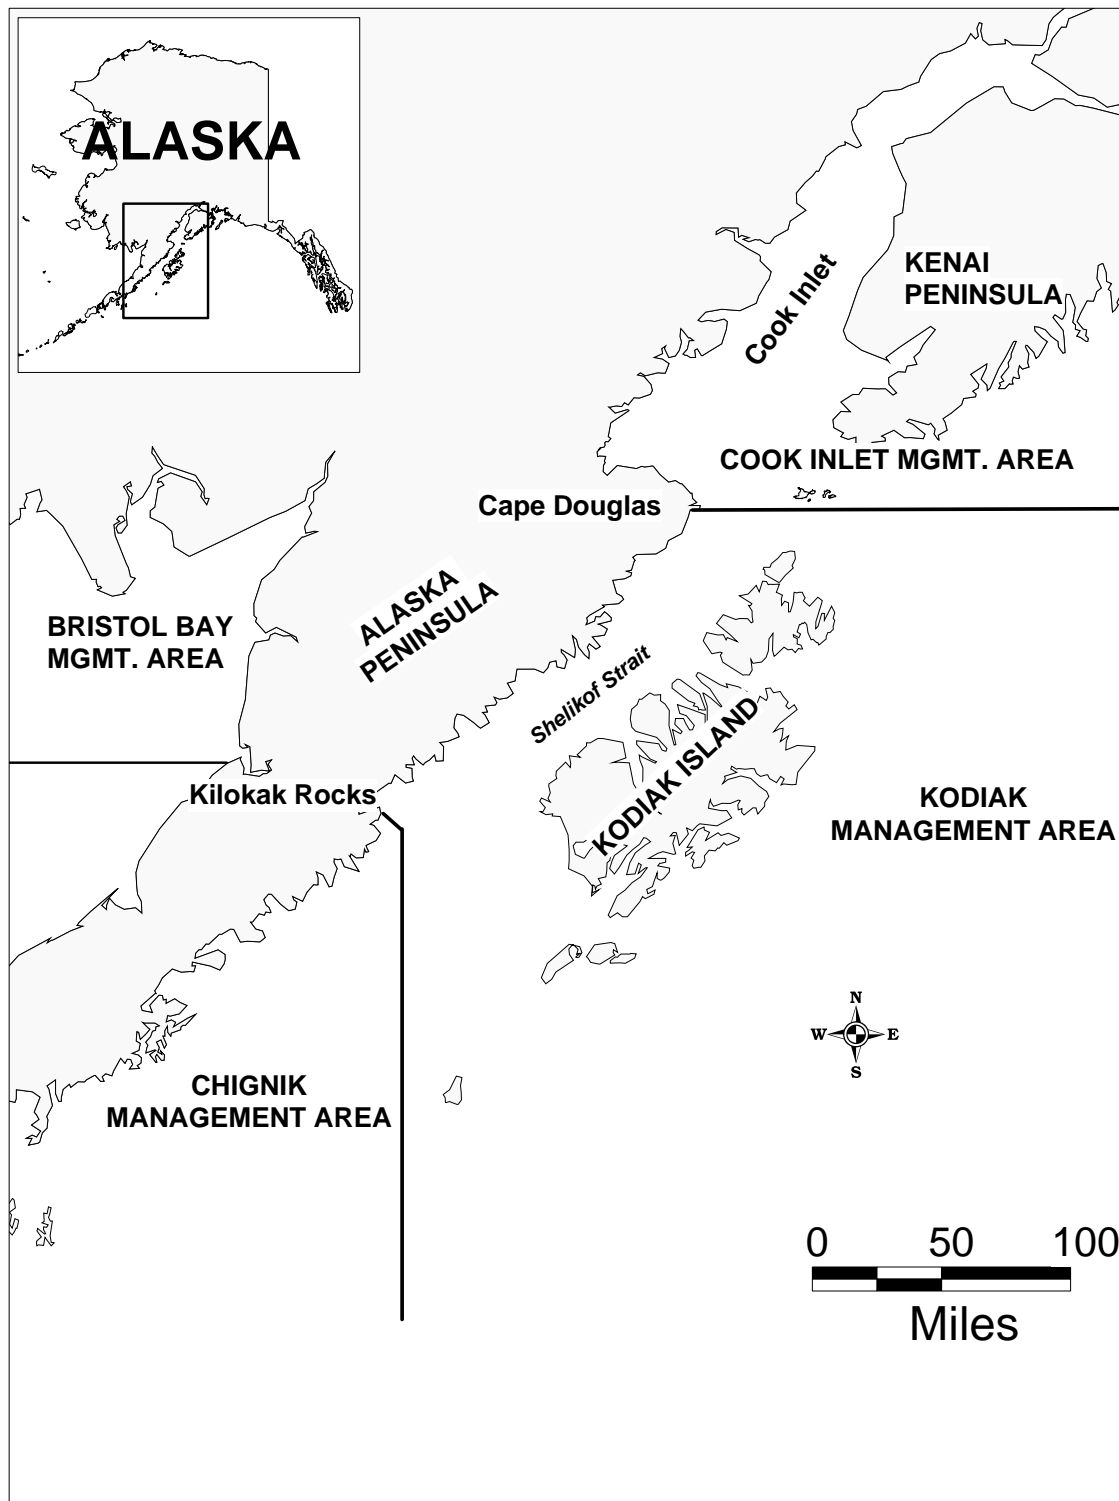 ALASKA
KENAI
PENINSULA
Cook Inlet
COOK INLET MGMT. AREA
Cape Douglas
ALASKA
PENINSULA
BRISTOL BAY
MGMT. AREA
Shelikof Strait
KODIAK ISLAND
Kilokak Rocks
KODIAK
MANAGEMENT AREA
N
W E
S
CHIGNIK
MANAGEMENT AREA
0 50 100
Miles